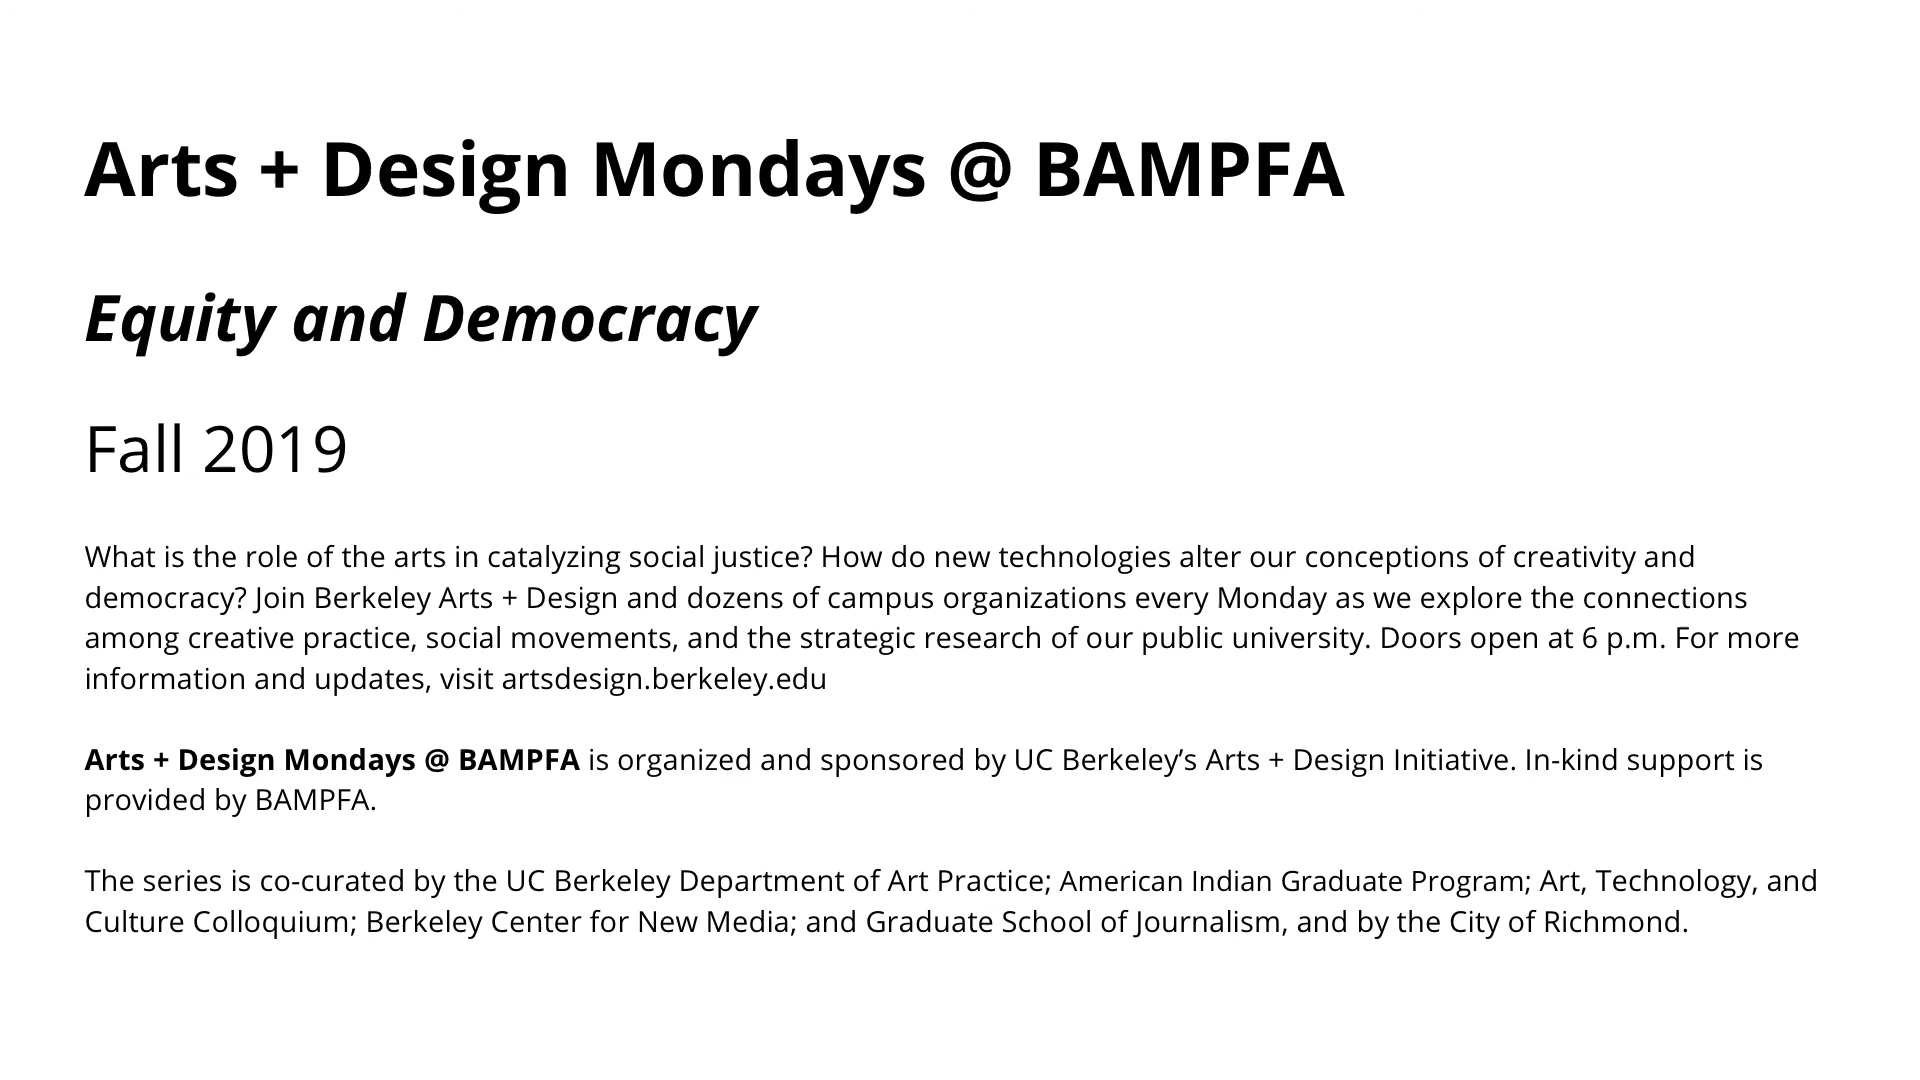 Arts + Design Mondays @ BAMPFA
Equity and Democracy
Fall 2019
What is the role of the arts in catalyzing social justice? How do new technologies alter our conceptions of creativity and
democracy? Join Berkeley Arts + Design and dozens of campus organizations every Monday as we explore the connections
among creative practice, social movements, and the strategic research of our public university. Doors open at 6 p.m. For more
information and updates, visit artsdesign.berkeley.edu
Arts + Design Mondays @ BAMPFA is organized and sponsored by UC Berkeley’s Arts + Design Initiative. In-kind support is
provided by BAMPFA.
The series is co-curated by the UC Berkeley Department of Art Practice; American Indian Graduate Program; Art, Technology, and
Culture Colloquium; Berkeley Center for New Media; and Graduate School of Journalism, and by the City of Richmond.